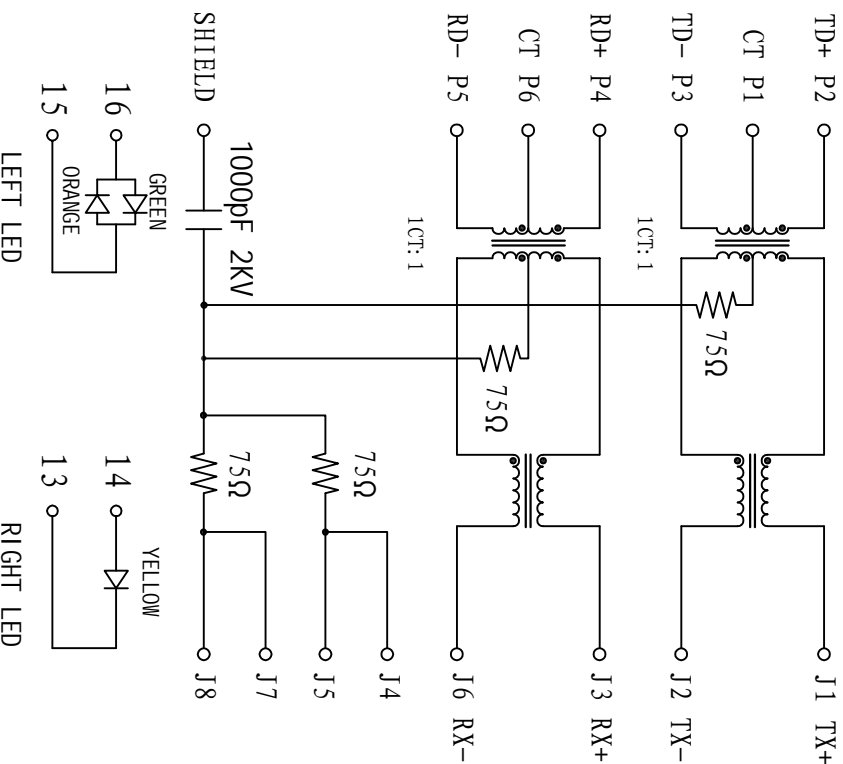 TD+ P2
CT P1
TD- P3
RD+ P4
CT P6
RD- P5
SHIELD
1CT: 1
1CT: 1
75Ω
75Ω
1000pF 2KV
75Ω
75Ω
J1 TX+
J2 TX-
J3 RX+
J6 RX-
J4
J5
J7
J8
16
15
GREEN
ORANGE
LEFT LED
14
13
YELLOW
RIGHT LED